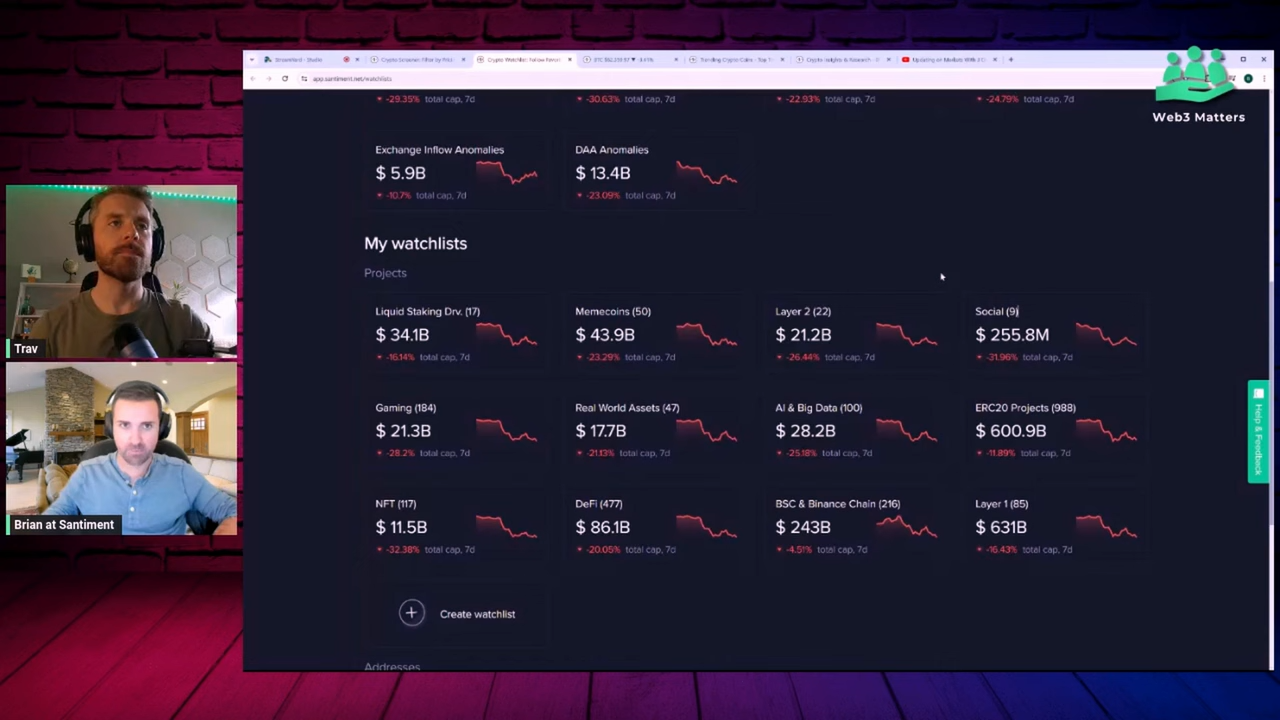 app.santiment.net/watchlists
Web3 Matters
-29.35% total cap, 7d
-30.63% total cap, 7d
-22.93% total cap, 7d
-24.79% total cap, 7d
Exchange Inflow Anomalies
$ 5.9B
-10.7% total cap, 7d
DAA Anomalies
$ 13.4B
-23.09% total cap, 7d
My watchlists
Projects
Liquid Staking Drv. (17)
$ 34.1B
-16.14% total cap, 7d
Memecoins (50)
$ 43.9B
-23.29% total cap, 7d
Layer 2 (22)
$ 21.2B
-26.44% total cap, 7d
Social (9)
$ 255.8M
-31.96% total cap, 7d
Gaming (184)
$ 21.3B
-28.2% total cap, 7d
Real World Assets (47)
$ 17.7B
-21.13% total cap, 7d
AI & Big Data (100)
$ 28.2B
-25.18% total cap, 7d
ERC20 Projects (988)
$ 600.9B
-11.89% total cap, 7d
NFT (117)
$ 11.5B
-32.38% total cap, 7d
DeFi (477)
$ 86.1B
-20.05% total cap, 7d
BSC & Binance Chain (216)
$ 243B
-4.51% total cap, 7d
Layer 1 (85)
$ 631B
-16.43% total cap, 7d
Create watchlist
Addresses
Help & Feedback
Trav
Brian at Santiment